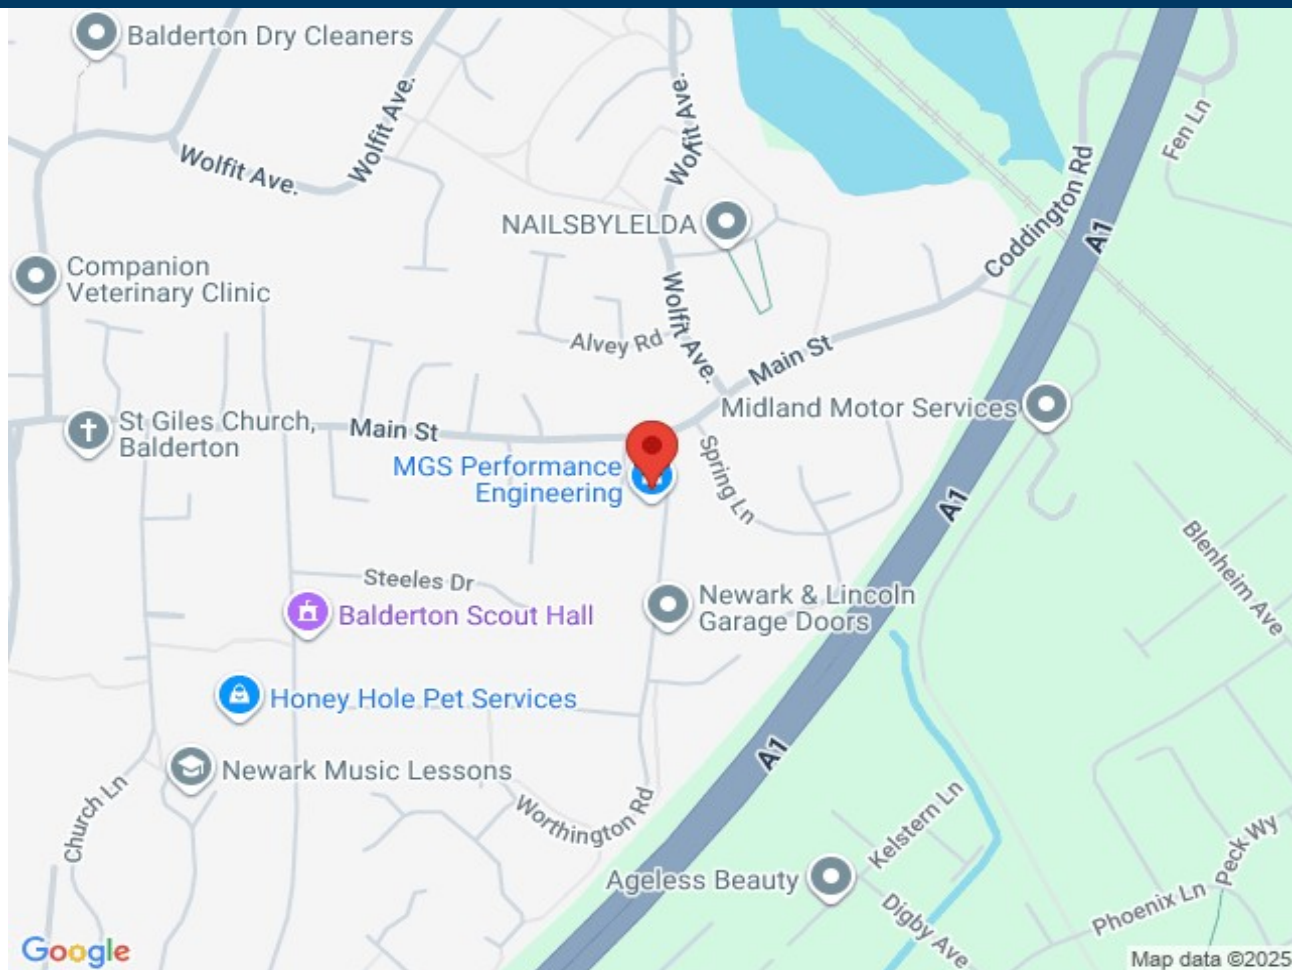 Balderton Dry Cleaners
Wolfit Ave.
Wolfit Ave.
Wolfit Ave.
Fen Ln
NAILSBYLELDA
Coddington Rd
A1
Companion
Veterinary Clinic
Wolfit Ave.
Alvey Rd
Main St
St Giles Church,
Balderton
Main St
Midland Motor Services
MGS Performance
Engineering
Spring Ln
A1
Blenheim Ave
Steeles Dr
Balderton Scout Hall
Newark & Lincoln
Garage Doors
Honey Hole Pet Services
A1
Newark Music Lessons
Church Ln
Worthington Rd
Kelstern Ln
Ageless Beauty
Digby Ave
Phoenix Ln
Peck Wy
Google
Map data ©2025